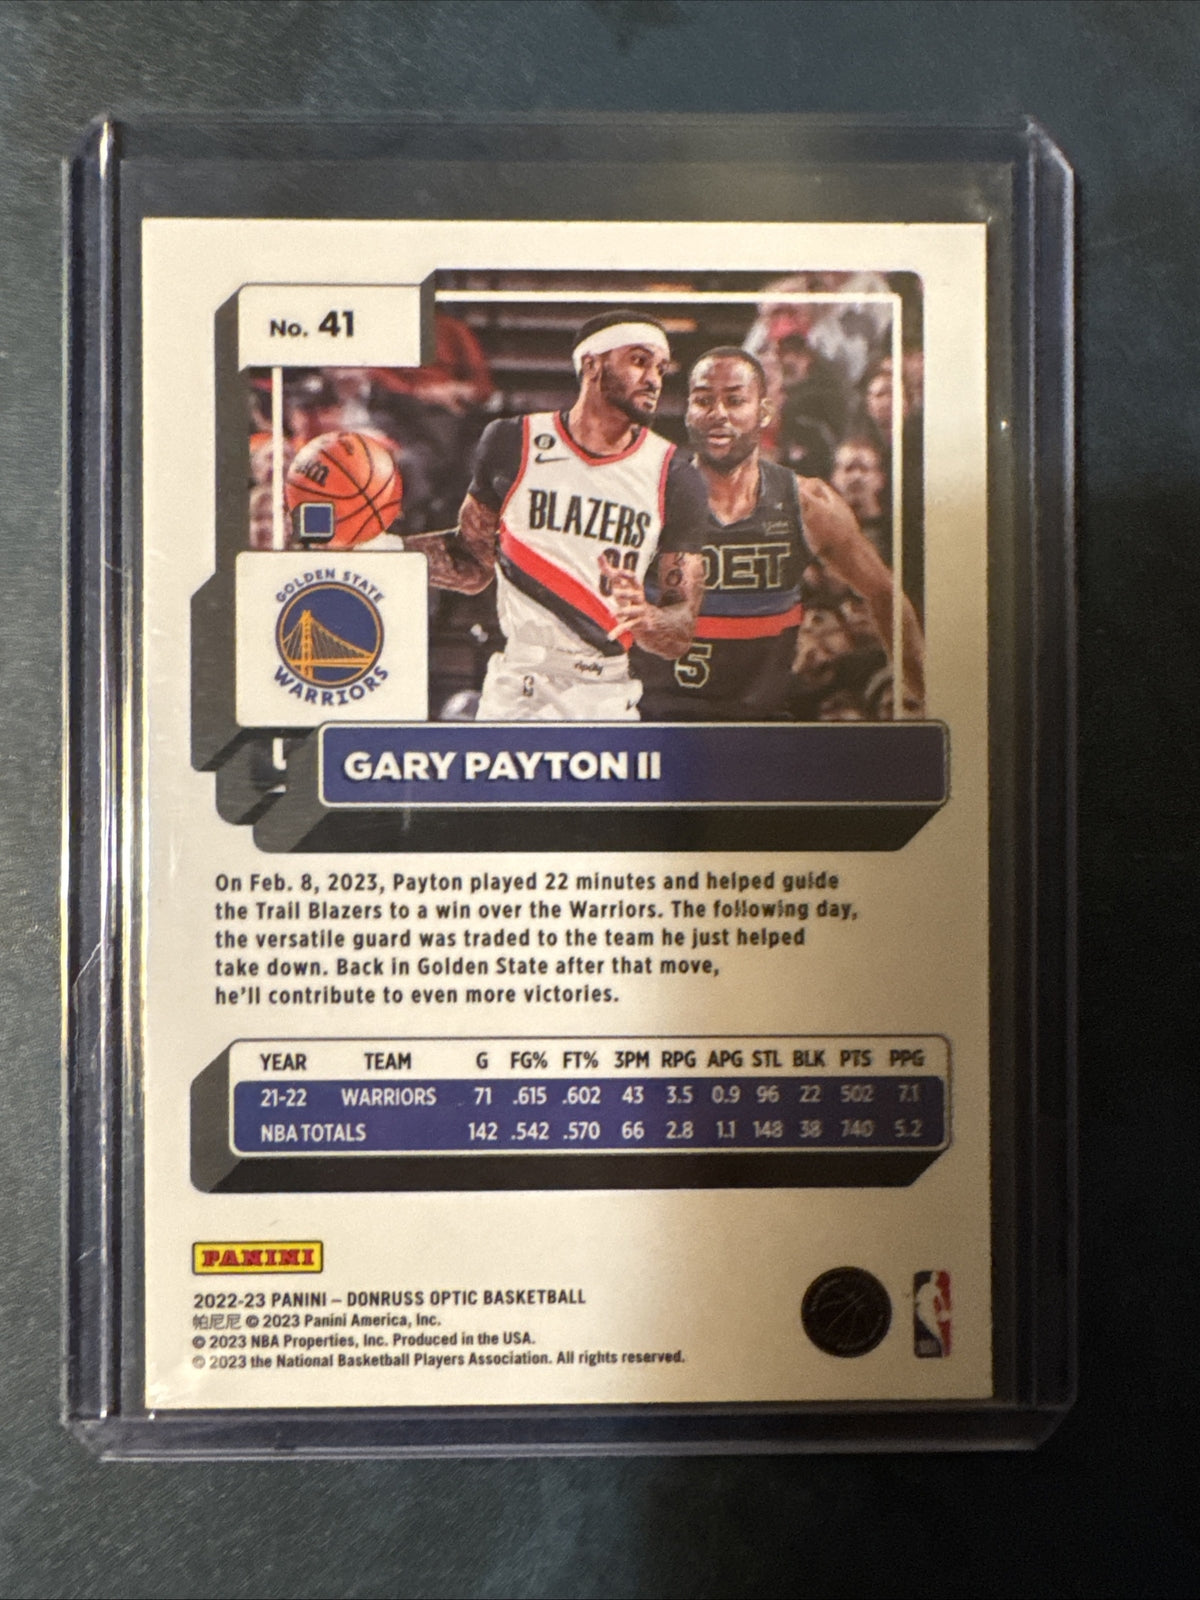 No. 41
BLAZERS
DET
5
ripcity
GOLDEN STATE
WARRIORS
GARY PAYTON II
On Feb. 8, 2023, Payton played 22 minutes and helped guide
the Trail Blazers to a win over the Warriors. The following day,
the versatile guard was traded to the team he just helped
take down. Back in Golden State after that move,
he'll contribute to even more victories.
YEAR TEAM G FG% FT% 3PM RPG APG STL BLK PTS PPG
21-22 WARRIORS 71 .615 .602 43 3.5 0.9 96 22 502 7.1
NBA TOTALS 142 .542 .570 66 2.8 1.1 148 38 740 5.2
PANINI
2022-23 PANINI – DONRUSS OPTIC BASKETBALL
帕尼尼 © 2023 Panini America, Inc.
© 2023 NBA Properties, Inc. Produced in the USA.
© 2023 the National Basketball Players Association. All rights reserved.